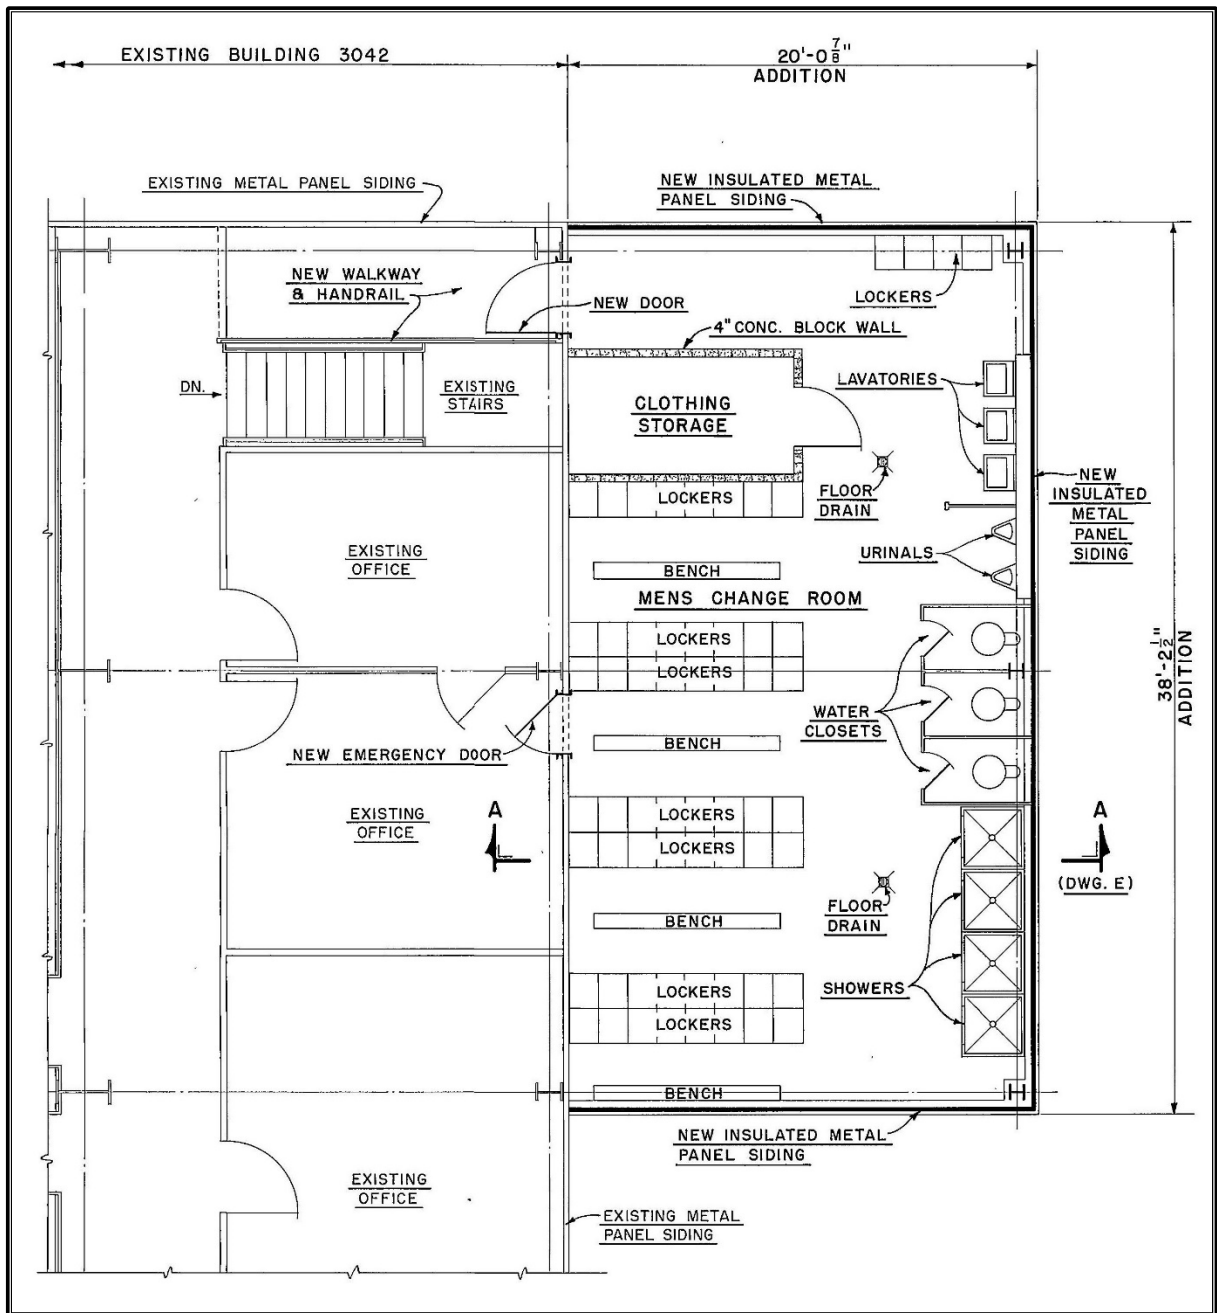 EXISTING BUILDING 3042
20'-0 7/8"
ADDITION
EXISTING METAL PANEL SIDING
NEW INSULATED METAL
PANEL SIDING
NEW WALKWAY
& HANDRAIL
NEW DOOR
LOCKERS
4" CONC. BLOCK WALL
DN.
EXISTING
STAIRS
CLOTHING
STORAGE
LAVATORIES
FLOOR
DRAIN
LOCKERS
NEW
INSULATED
METAL
PANEL
SIDING
EXISTING
OFFICE
URINALS
BENCH
MENS CHANGE ROOM
LOCKERS
LOCKERS
38'-2 1/2"
ADDITION
WATER
CLOSETS
NEW EMERGENCY DOOR
BENCH
EXISTING
OFFICE
A
LOCKERS
LOCKERS
A
(DWG. E)
FLOOR
DRAIN
BENCH
SHOWERS
LOCKERS
LOCKERS
BENCH
NEW INSULATED METAL
PANEL SIDING
EXISTING
OFFICE
EXISTING METAL
PANEL SIDING